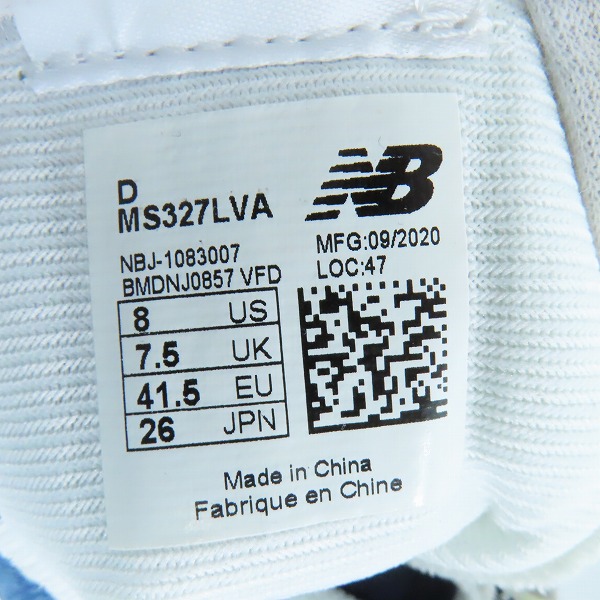 D
MS327LVA
NB
NBJ-1083007
BMDNJ0857 VFD
MFG:09/2020
LOC:47
8 US
7.5 UK
41.5 EU
26 JPN
Made in China
Fabrique en Chine